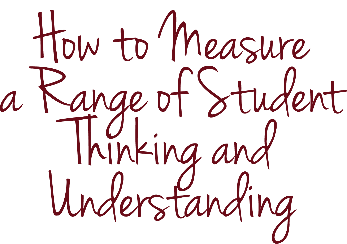 How to Measure
a Range of Student
Thinking and
Understanding